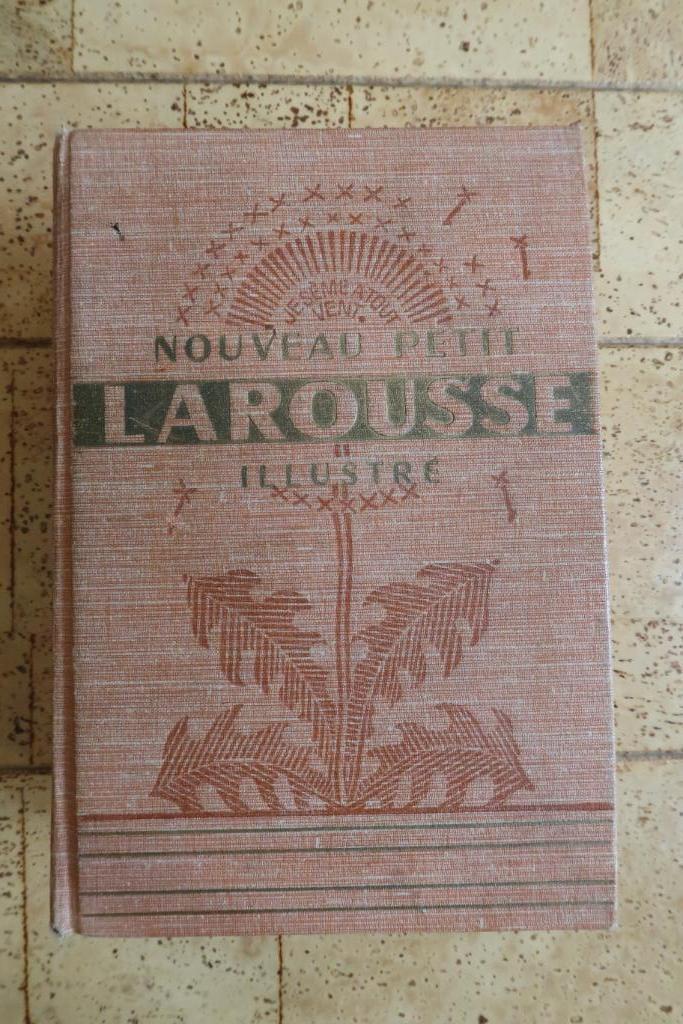 JE SÈME A TOUT
VENT.
NOUVEAU PETIT
LAROUSSE
ILLUSTRÉ